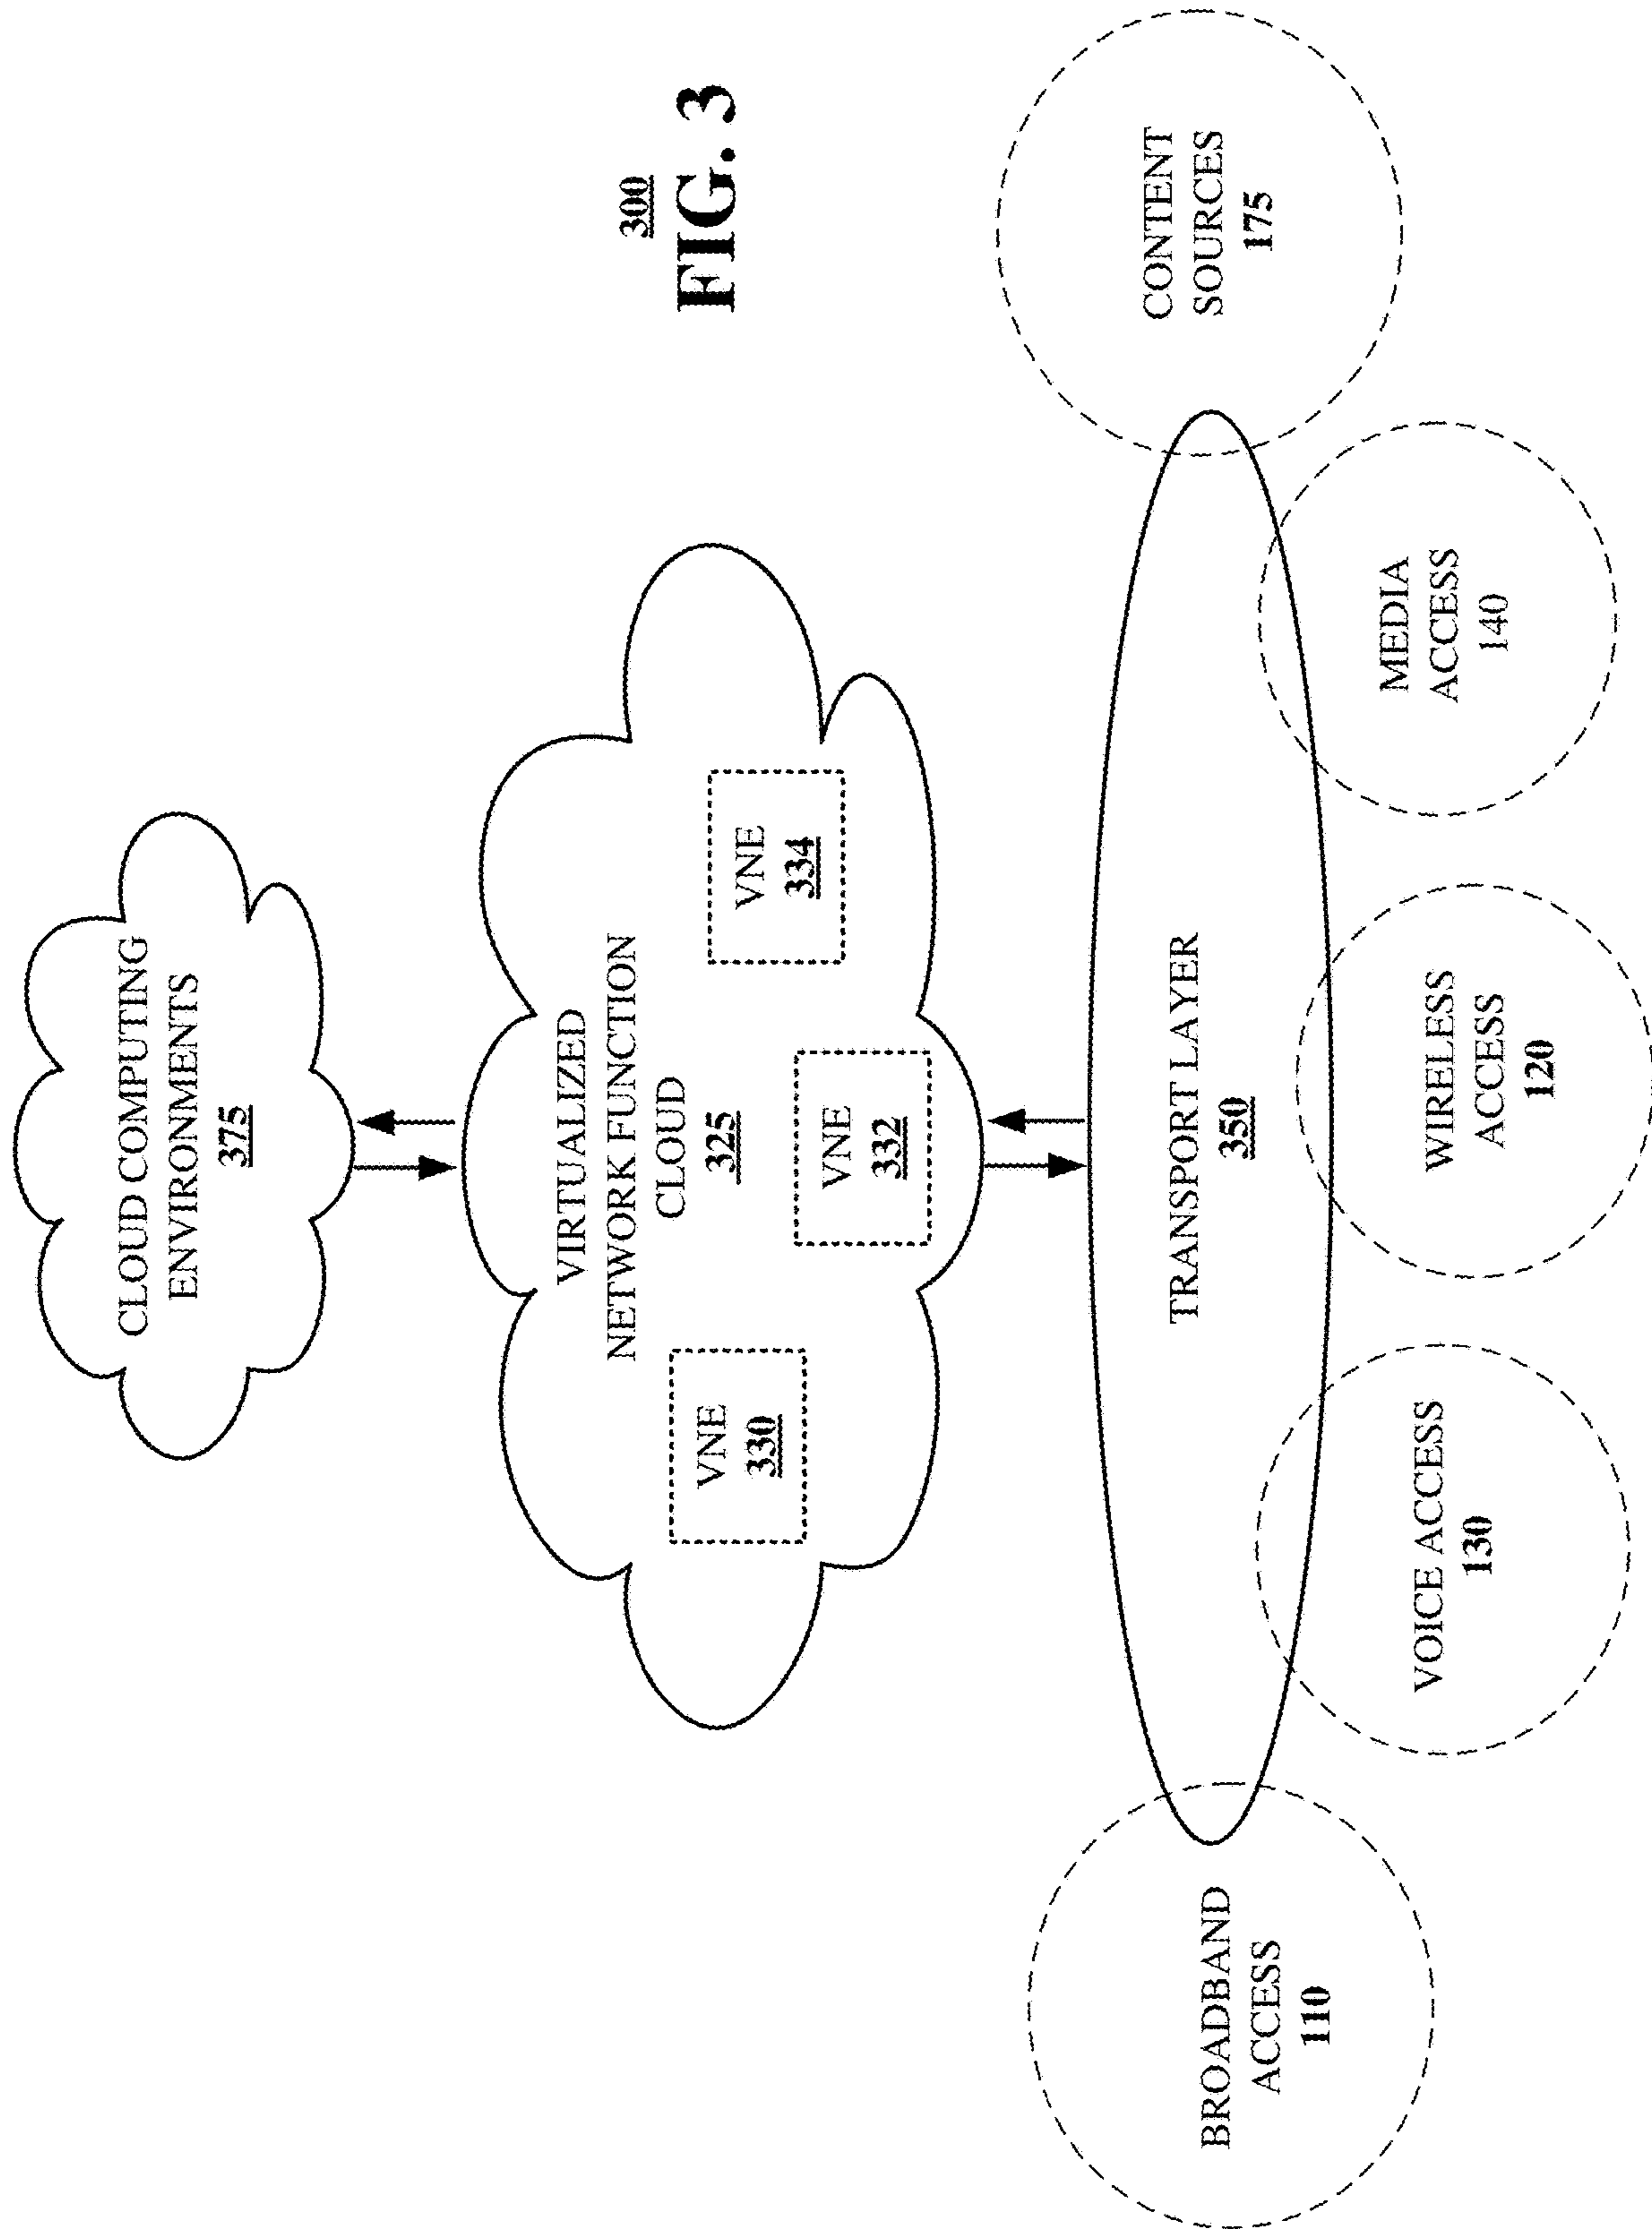 CLOUD COMPUTING
ENVIRONMENTS
375
VIRTUALIZED
NETWORK FUNCTION
CLOUD
325
VNE
330
VNE
332
VNE
334
TRANSPORT LAYER
350
BROADBAND
ACCESS
110
VOICE ACCESS
130
WIRELESS
ACCESS
120
MEDIA
ACCESS
140
CONTENT
SOURCES
175
300
FIG. 3